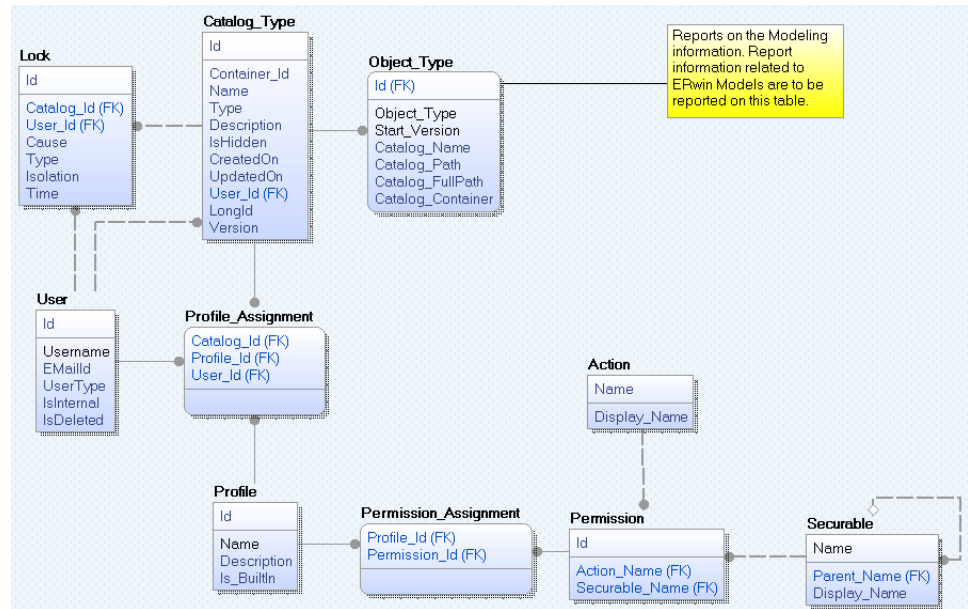 Catalog_Type
Id
Container_Id
Name
Type
Description
IsHidden
CreatedOn
UpdatedOn
User_Id (FK)
LongId
Version
Lock
Id
Catalog_Id (FK)
User_Id (FK)
Cause
Type
Isolation
Time
Object_Type
Id (FK)
Object_Type
Start_Version
Catalog_Name
Catalog_Path
Catalog_FullPath
Catalog_Container
Reports on the Modeling
information. Report
information related to
ERwin Models are to be
reported on this table.
User
Id
Username
EMailId
UserType
IsInternal
IsDeleted
Profile_Assignment
Catalog_Id (FK)
Profile_Id (FK)
User_Id (FK)
Action
Name
Display_Name
Profile
Id
Name
Description
Is_BuiltIn
Permission_Assignment
Profile_Id (FK)
Permission_Id (FK)
Permission
Id
Action_Name (FK)
Securable_Name (FK)
Securable
Name
Parent_Name (FK)
Display_Name